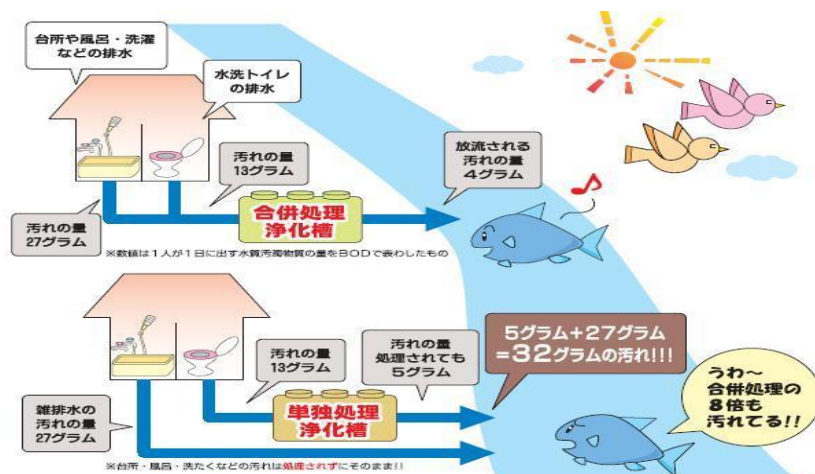 台所や風呂・洗濯
などの排水
水洗トイレ
の排水
汚れの量
13グラム
放流される
汚れの量
4グラム
汚れの量
27グラム
合併処理
浄化槽
※数値は1人が1日に出す水質汚濁物質の量をBODで表わしたもの
汚れの量
13グラム
汚れの量
処理されても
5グラム
5グラム+27グラム
=32グラムの汚れ!!!
雑排水の
汚れの量
27グラム
単独処理
浄化槽
うわ~
合併処理の
8倍も
汚れてる!!
※台所・風呂・洗たくなどの汚れは処理されずにそのまま!!